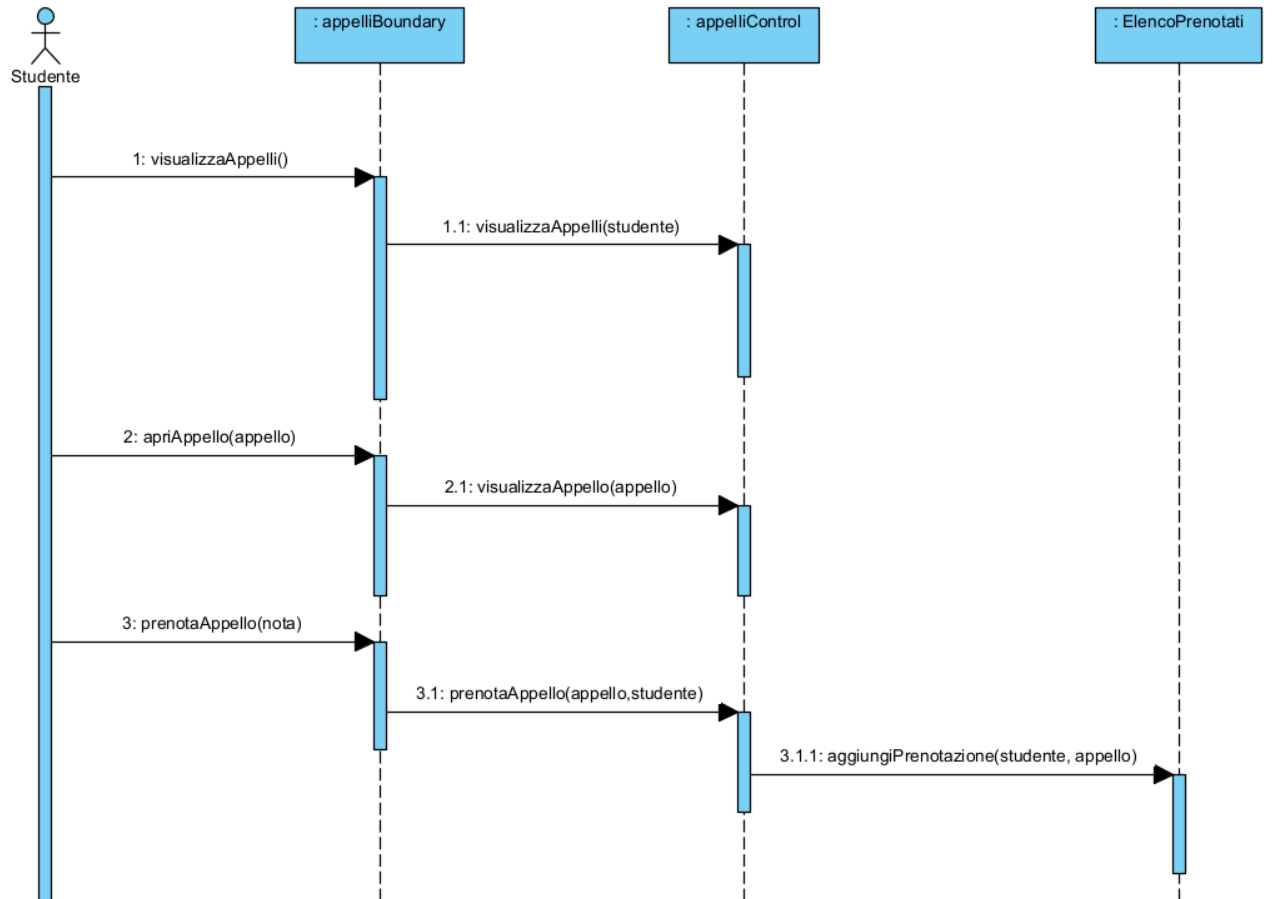 : appelliBoundary
: appelliControl
: ElencoPrenotati
Studente
1: visualizzaAppelli()
1.1: visualizzaAppelli(studente)
2: apriAppello(appello)
2.1: visualizzaAppello(appello)
3: prenotaAppello(nota)
3.1: prenotaAppello(appello,studente)
3.1.1: aggiungiPrenotazione(studente, appello)